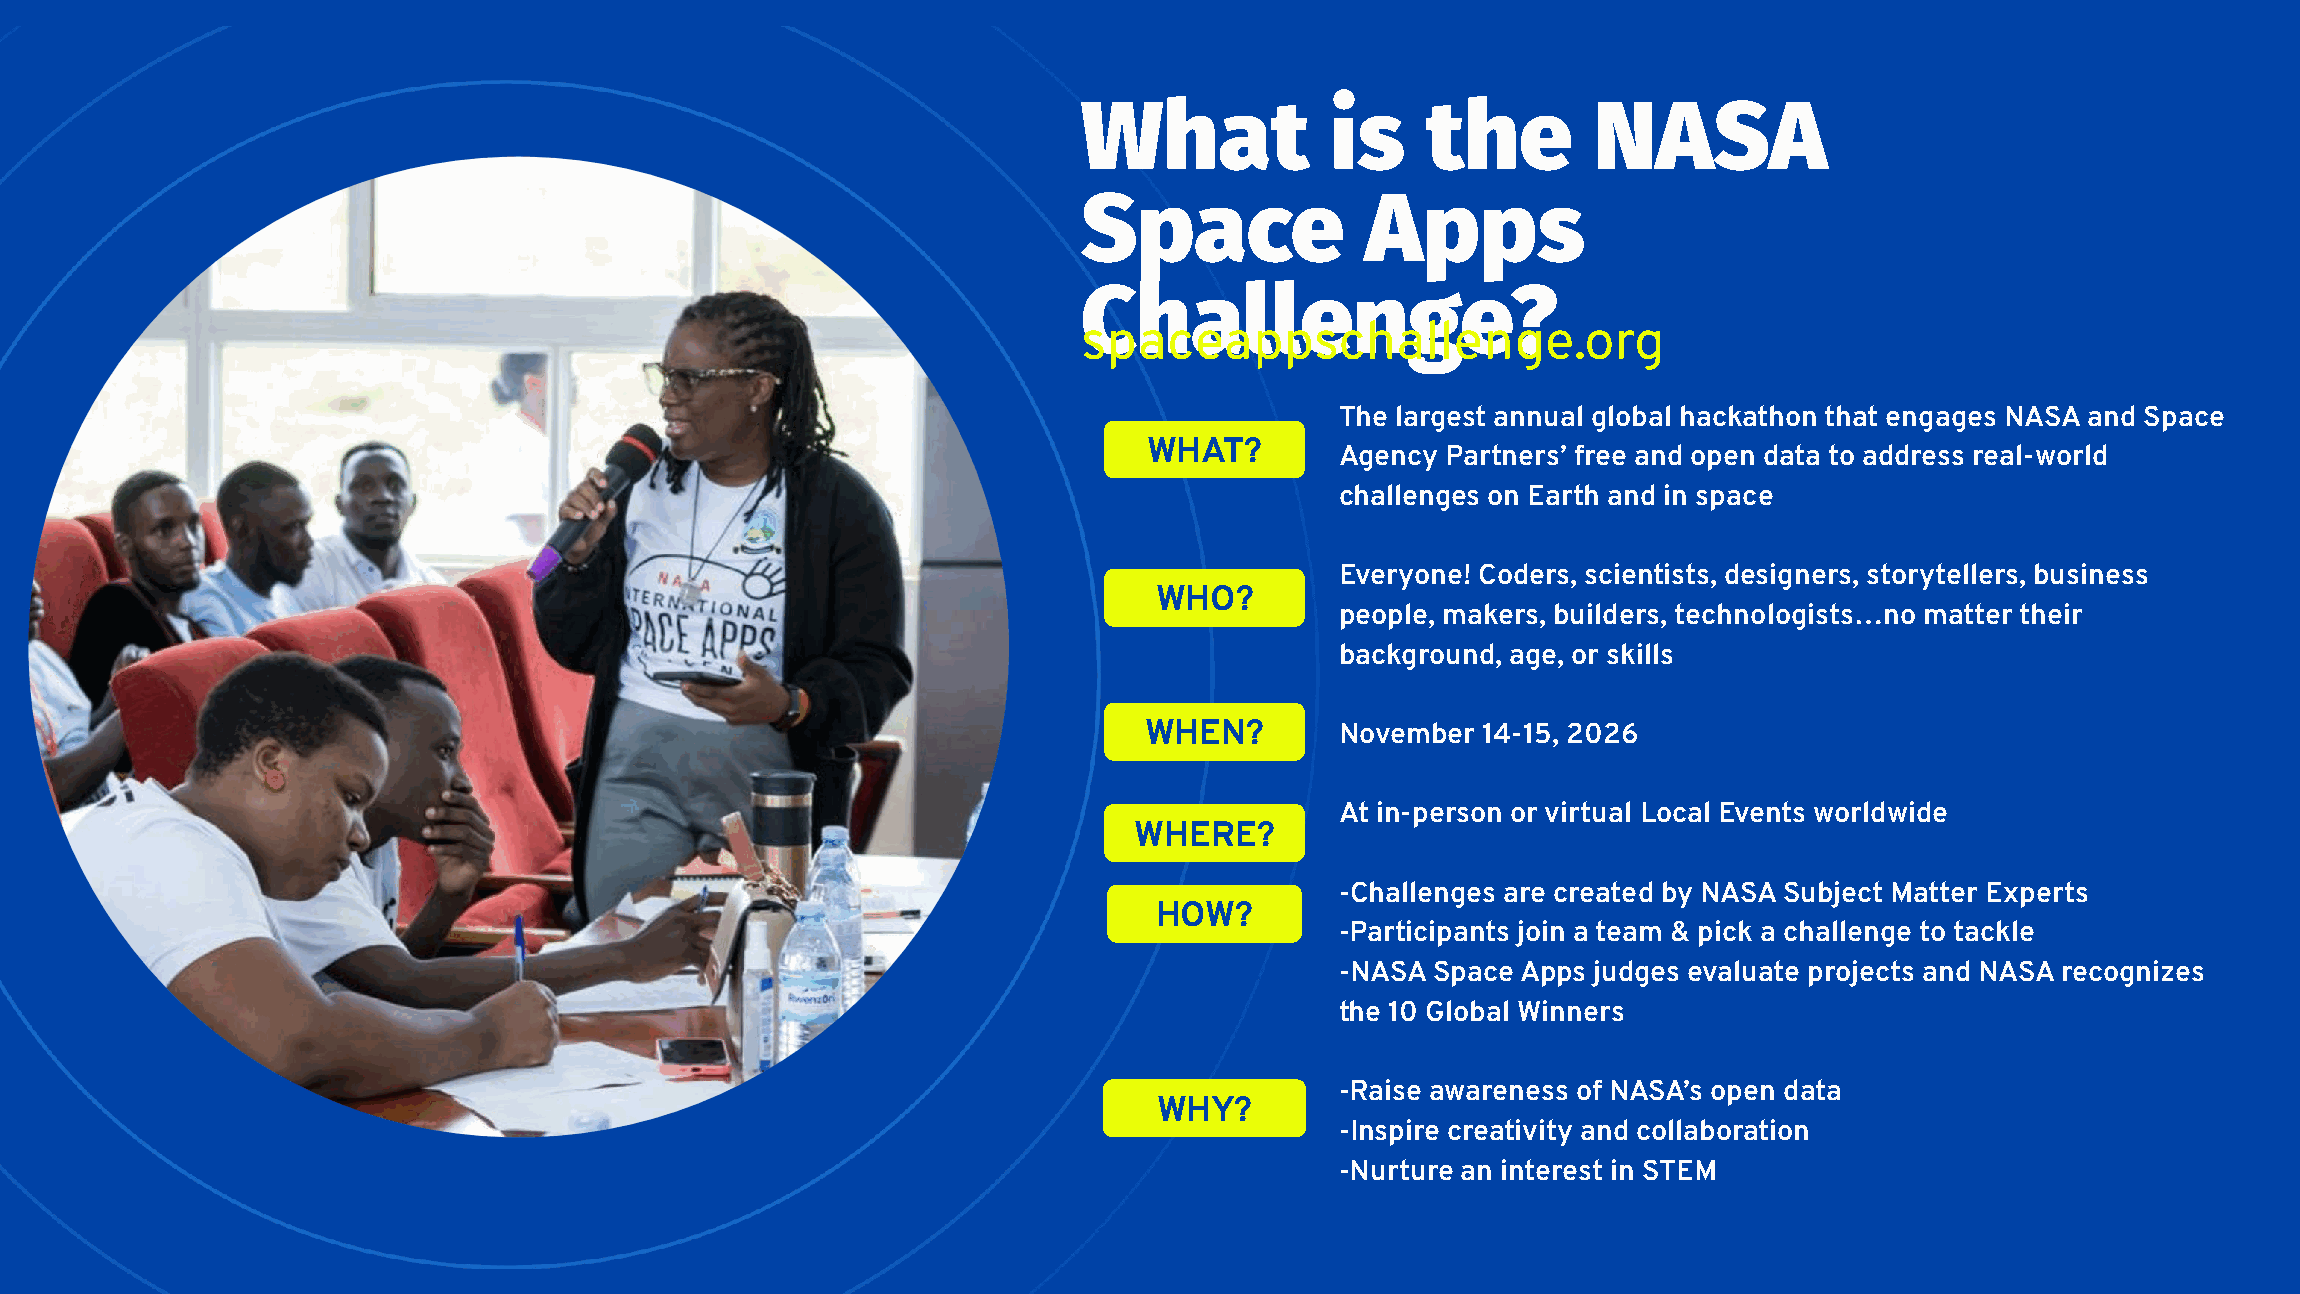 What is the NASA
Space Apps
Challenge?
spaceappschallenge.org
WHAT?
The largest annual global hackathon that engages NASA and Space
Agency Partners’ free and open data to address real-world
challenges on Earth and in space
WHO?
Everyone! Coders, scientists, designers, storytellers, business
people, makers, builders, technologists...no matter their
background, age, or skills
WHEN?
November 14-15, 2026
WHERE?
At in-person or virtual Local Events worldwide
HOW?
-Challenges are created by NASA Subject Matter Experts
-Participants join a team & pick a challenge to tackle
-NASA Space Apps judges evaluate projects and NASA recognizes
the 10 Global Winners
WHY?
-Raise awareness of NASA’s open data
-Inspire creativity and collaboration
-Nurture an interest in STEM
APPS
Rwenzori